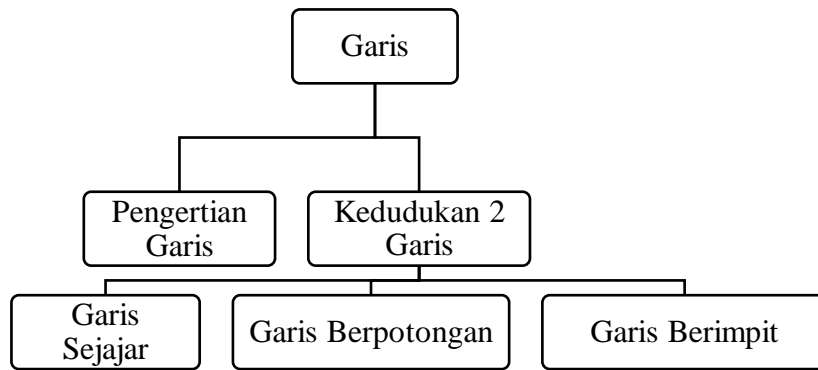 Garis
Pengertian
Garis
Kedudukan 2
Garis
Garis
Sejajar
Garis Berpotongan
Garis Berimpit